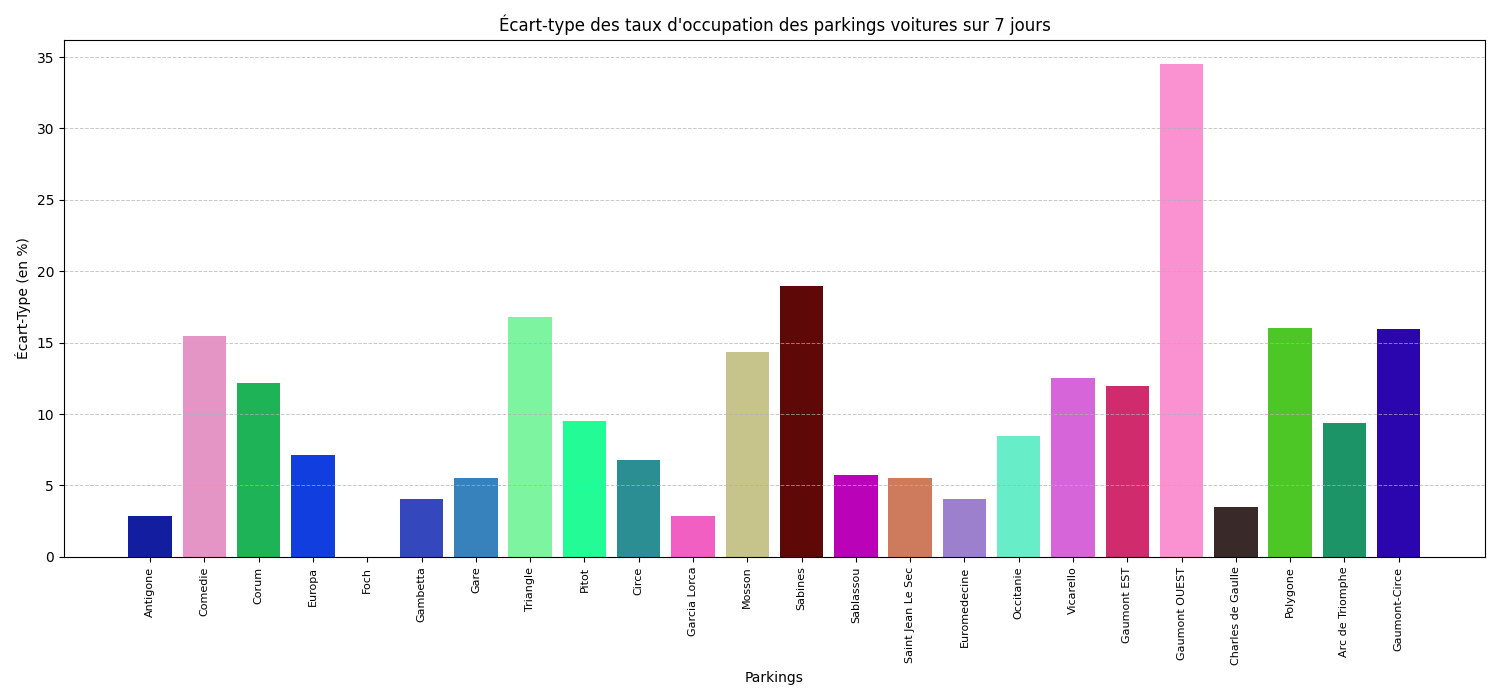 Écart-type des taux d'occupation des parkings voitures sur 7 jours
Écart-Type (en %)
35
30
25
20
15
10
5
0
Antigone
Comedie
Corum
Europa
Foch
Gambetta
Gare
Triangle
Pitot
Circe
Garcia Lorca
Mosson
Sabines
Sablassou
Saint Jean Le Sec
Euromedecine
Occitanie
Vicarello
Gaumont EST
Gaumont OUEST
Charles de Gaulle
Polygone
Arc de Triomphe
Gaumont-Circe
Parkings